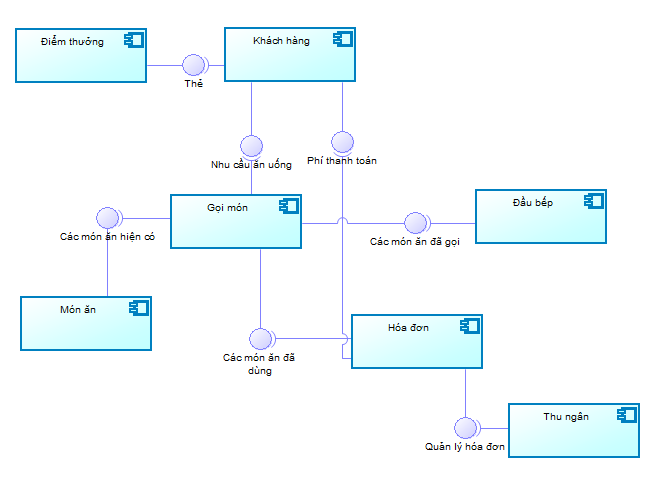 Điểm thưởng
Khách hàng
Thẻ
Nhu cầu ăn uống
Phí thanh toán
Gọi món
Đầu bếp
Các món ăn hiện có
Các món ăn đã gọi
Món ăn
Hóa đơn
Các món ăn đã
dùng
Thu ngân
Quản lý hóa đơn